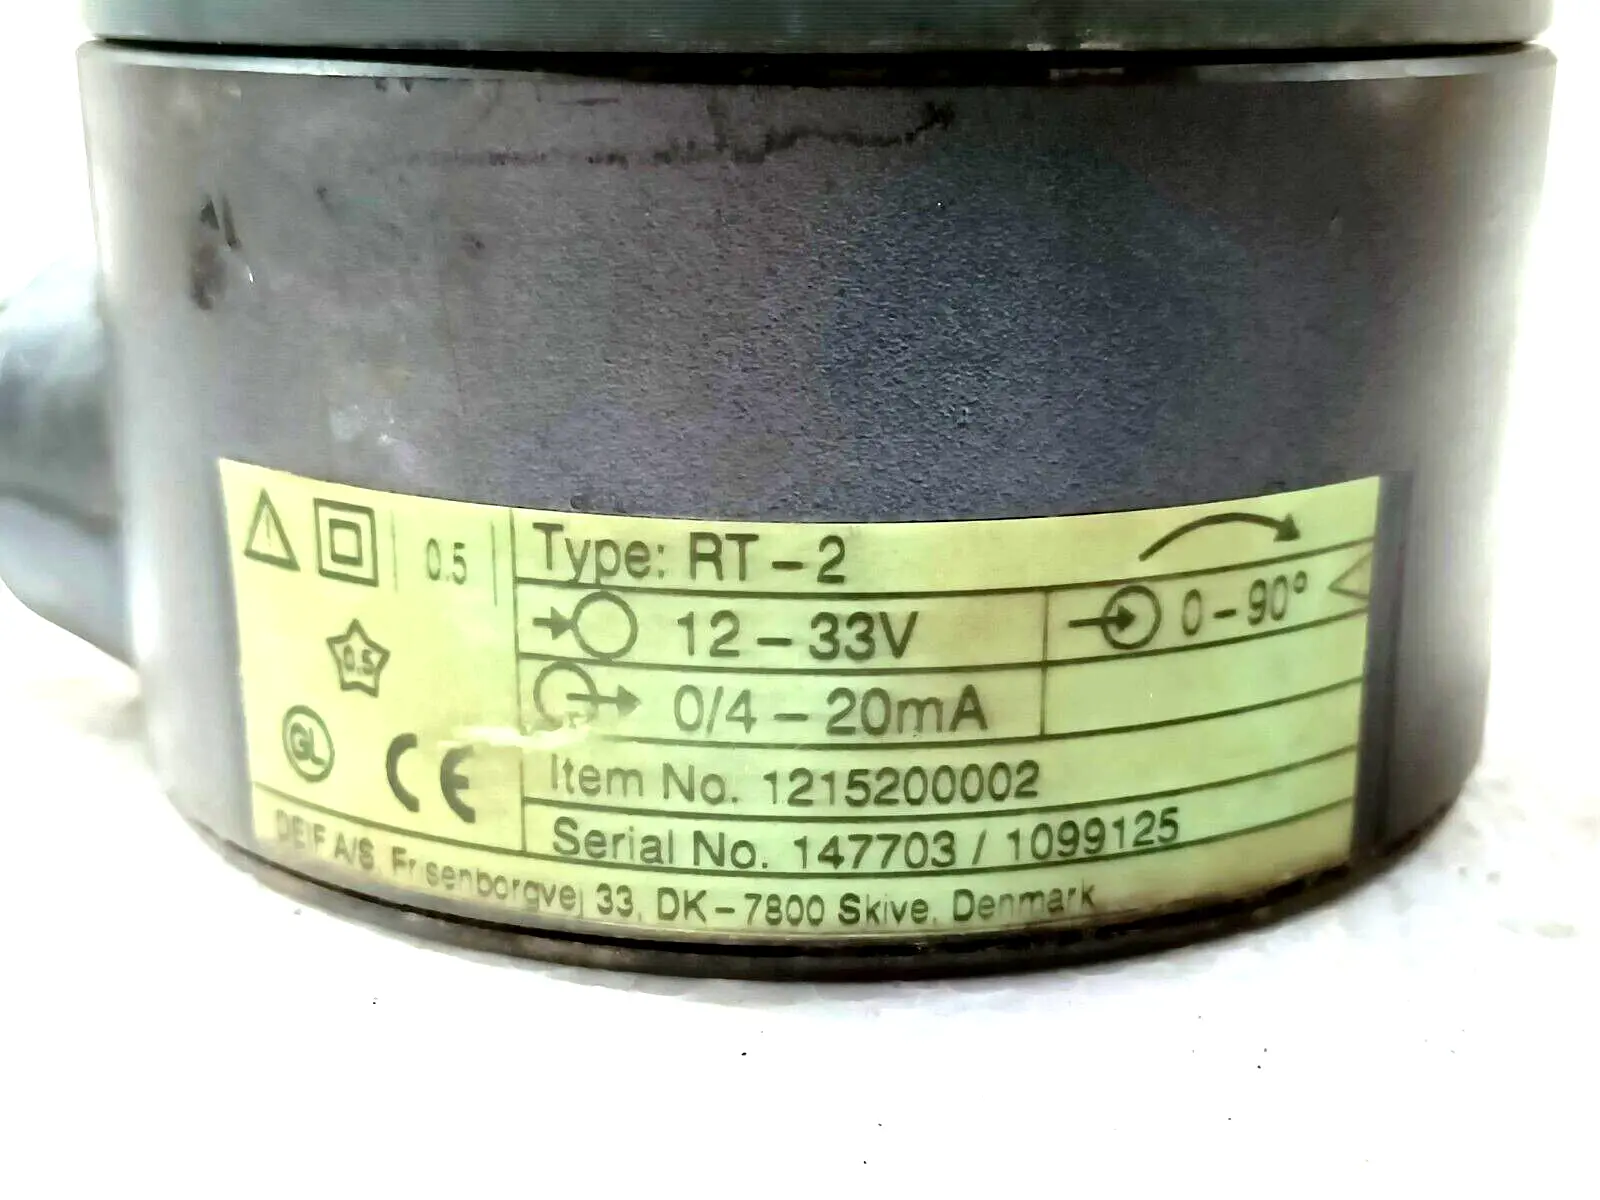 0.5
Type: RT-2
12-33V
0-90°
0.5
0/4-20mA
GL
CE
Item No. 1215200002
Serial No. 147703 / 1099125
DEIF A/S, Frisenborgvej 33, DK-7800 Skive, Denmark